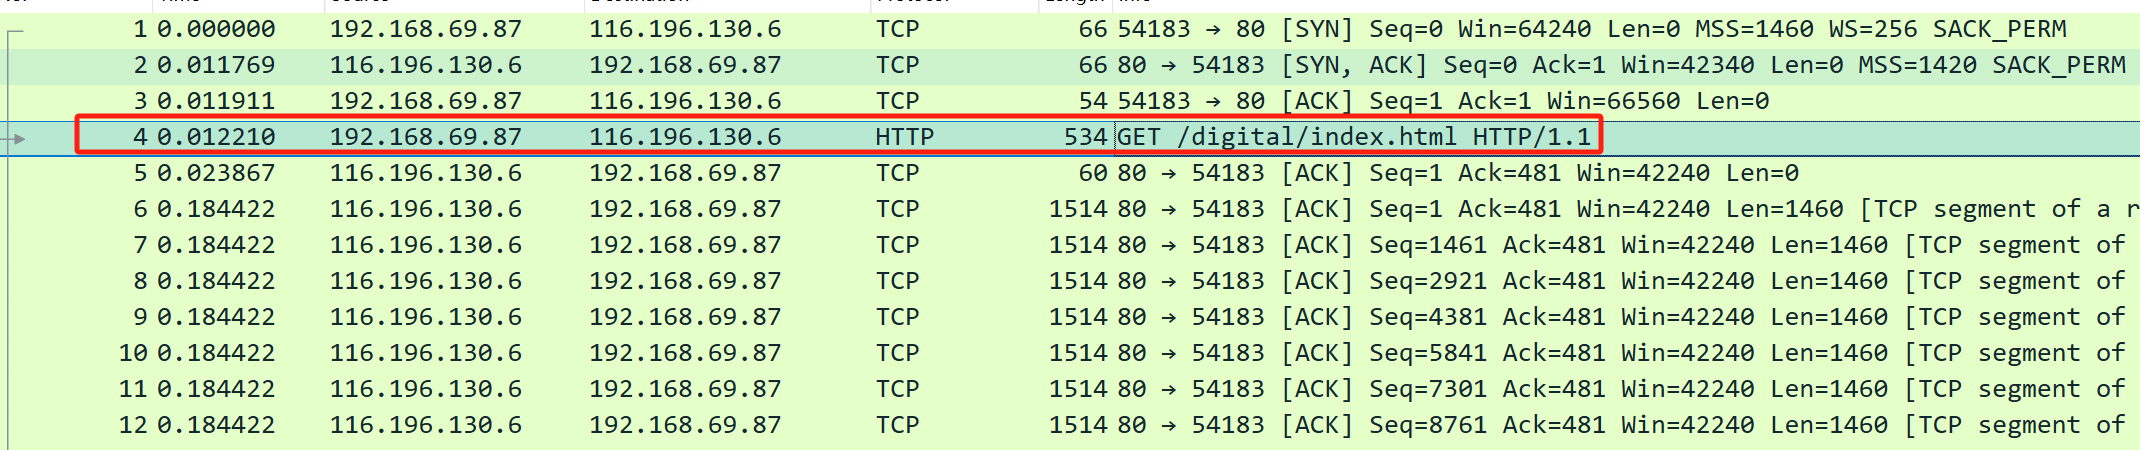 1 0.000000 192.168.69.87 116.196.130.6 TCP 66 54183 → 80 [SYN] Seq=0 Win=64240 Len=0 MSS=1460 WS=256 SACK_PERM
2 0.011769 116.196.130.6 192.168.69.87 TCP 66 80 → 54183 [SYN, ACK] Seq=0 Ack=1 Win=42340 Len=0 MSS=1420 SACK_PERM
3 0.011911 192.168.69.87 116.196.130.6 TCP 54 54183 → 80 [ACK] Seq=1 Ack=1 Win=66560 Len=0
4 0.012210 192.168.69.87 116.196.130.6 HTTP 534 GET /digital/index.html HTTP/1.1
5 0.023867 116.196.130.6 192.168.69.87 TCP 60 80 → 54183 [ACK] Seq=1 Ack=481 Win=42240 Len=0
6 0.184422 116.196.130.6 192.168.69.87 TCP 1514 80 → 54183 [ACK] Seq=1 Ack=481 Win=42240 Len=1460 [TCP segment of a r
7 0.184422 116.196.130.6 192.168.69.87 TCP 1514 80 → 54183 [ACK] Seq=1461 Ack=481 Win=42240 Len=1460 [TCP segment of
8 0.184422 116.196.130.6 192.168.69.87 TCP 1514 80 → 54183 [ACK] Seq=2921 Ack=481 Win=42240 Len=1460 [TCP segment of
9 0.184422 116.196.130.6 192.168.69.87 TCP 1514 80 → 54183 [ACK] Seq=4381 Ack=481 Win=42240 Len=1460 [TCP segment of
10 0.184422 116.196.130.6 192.168.69.87 TCP 1514 80 → 54183 [ACK] Seq=5841 Ack=481 Win=42240 Len=1460 [TCP segment of
11 0.184422 116.196.130.6 192.168.69.87 TCP 1514 80 → 54183 [ACK] Seq=7301 Ack=481 Win=42240 Len=1460 [TCP segment of
12 0.184422 116.196.130.6 192.168.69.87 TCP 1514 80 → 54183 [ACK] Seq=8761 Ack=481 Win=42240 Len=1460 [TCP segment of